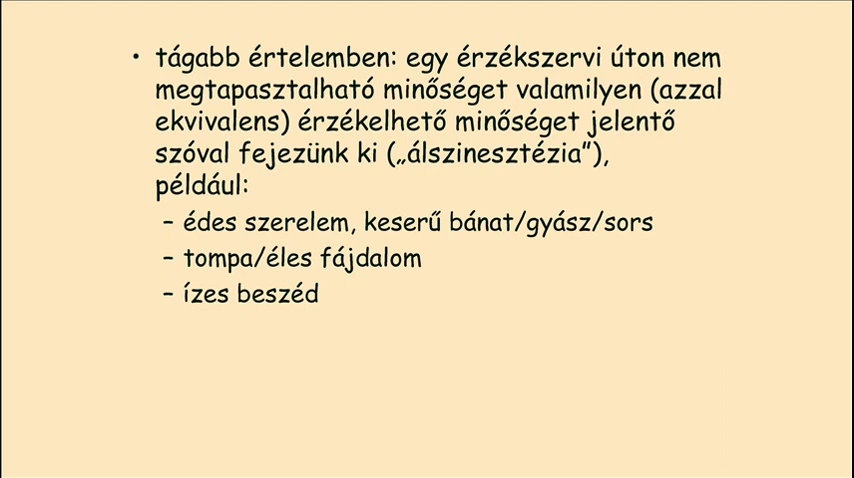 • tágabb értelemben: egy érzékszervi úton nem
megtapasztalható minőséget valamilyen (azzal
ekvivalens) érzékelhető minőséget jelentő
szóval fejezünk ki („álszinesztézia”),
például:
– édes szerelem, keserű bánat/gyász/sors
– tompa/éles fájdalom
– ízes beszéd